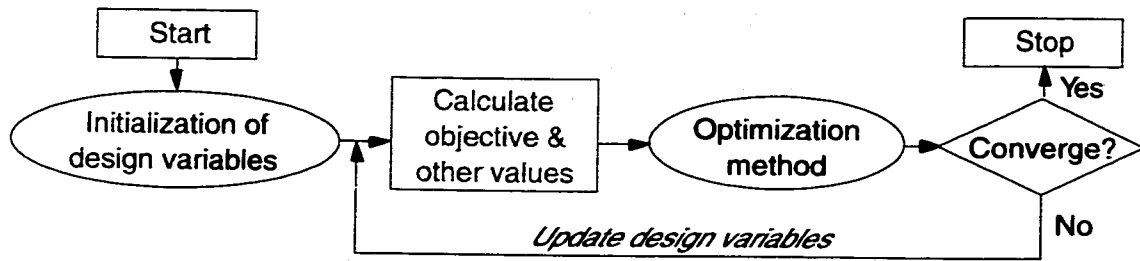 Start
Initialization of
design variables
Calculate
objective &
other values
Optimization
method
Converge?
Yes
Stop
No
Update design variables